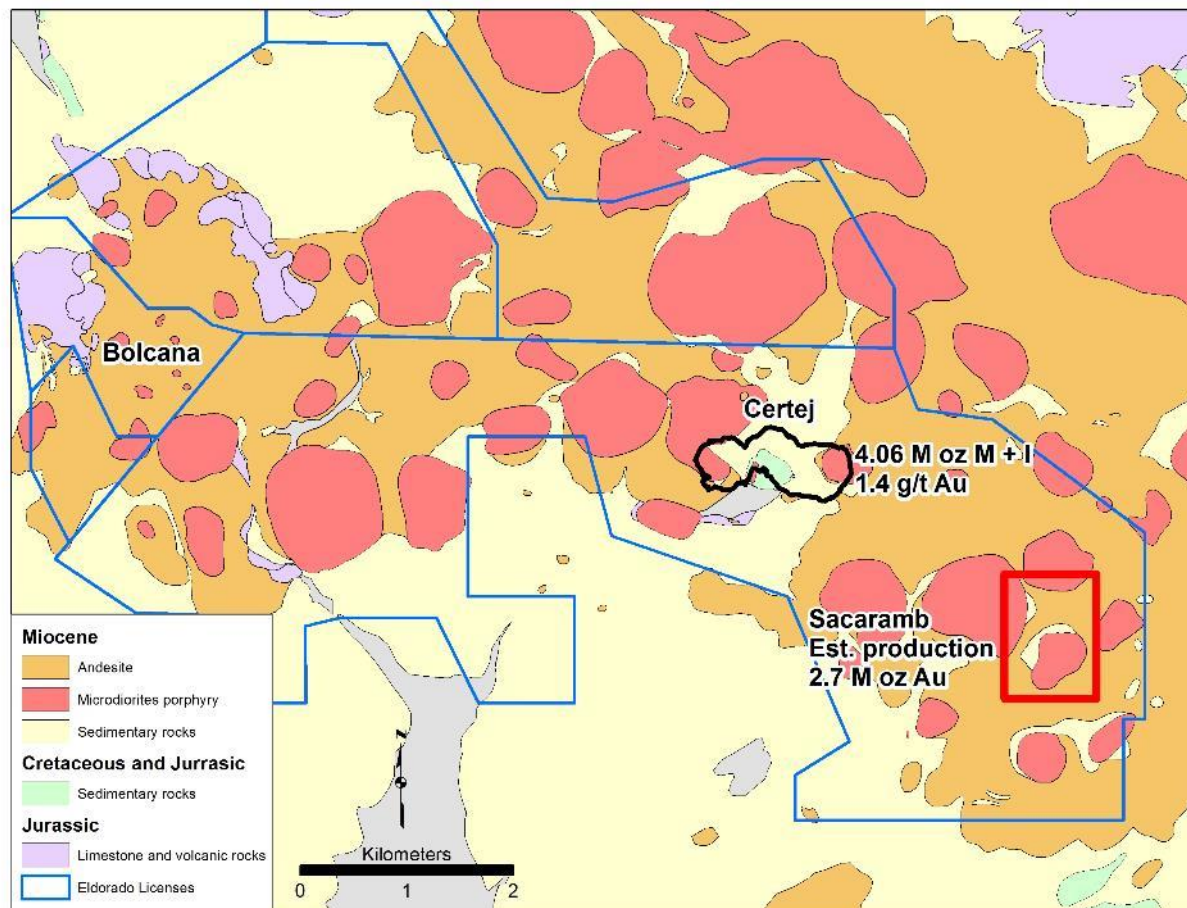 Bolcana
Certej
4.06 M oz M + I
1.4 g/t Au
Sacaramb
Est. production
2.7 M oz Au
Miocene
Andesite
Microdiorites porphyry
Sedimentary rocks
Cretaceous and Jurrasic
Sedimentary rocks
Jurassic
Limestone and volcanic rocks
Eldorado Licenses
N
Kilometers
0 1 2